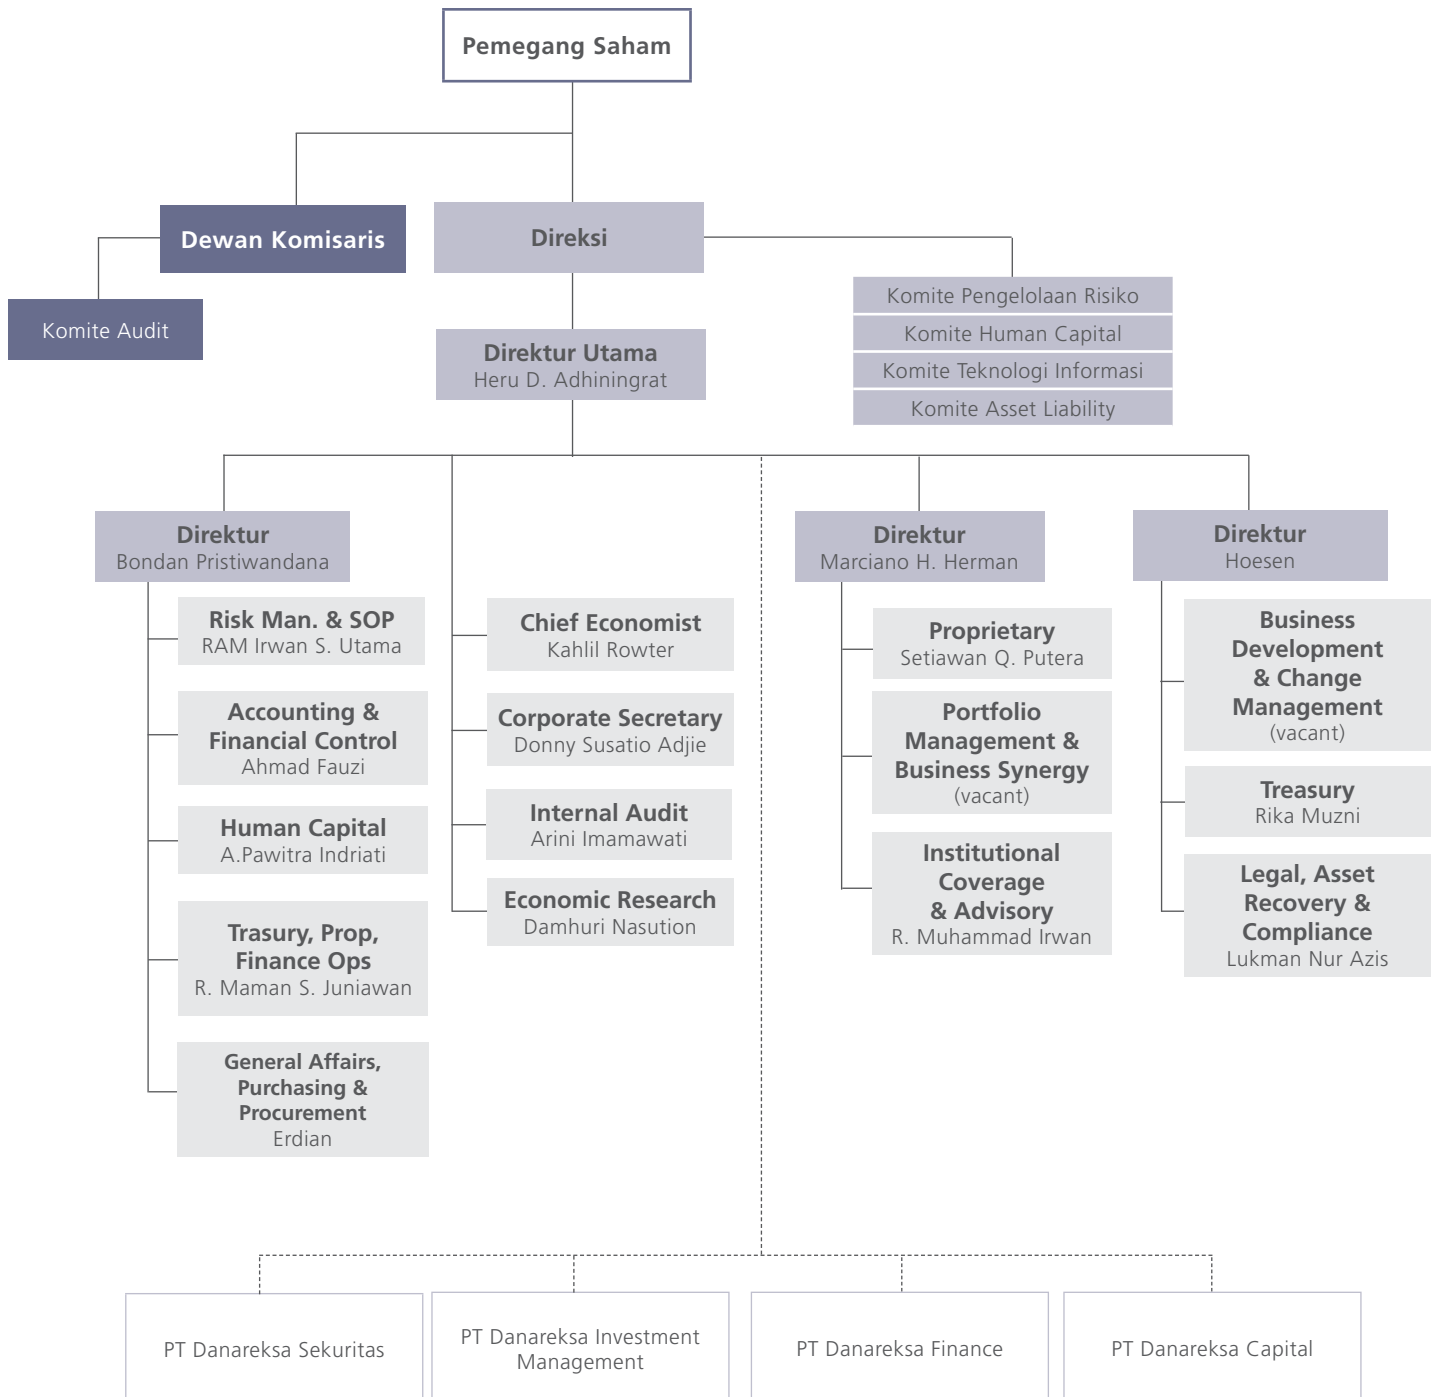 Pemegang Saham
Dewan Komisaris
Direksi
Komite Audit
Komite Pengelolaan Risiko
Komite Human Capital
Komite Teknologi Informasi
Komite Asset Liability
Direktur Utama
Heru D. Adhiningrat
Direktur
Bondan Pristiwandana
Risk Man. & SOP
RAM Irwan S. Utama
Accounting &
Financial Control
Ahmad Fauzi
Human Capital
A.Pawitra Indriati
Trasury, Prop,
Finance Ops
R. Maman S. Juniawan
General Affairs,
Purchasing &
Procurement
Erdian
Chief Economist
Kahlil Rowter
Corporate Secretary
Donny Susatio Adjie
Internal Audit
Arini Imamawati
Economic Research
Damhuri Nasution
Direktur
Marciano H. Herman
Proprietary
Setiawan Q. Putera
Portfolio
Management &
Business Synergy
(vacant)
Institutional
Coverage
& Advisory
R. Muhammad Irwan
Direktur
Hoesen
Business
Development
& Change
Management
(vacant)
Treasury
Rika Muzni
Legal, Asset
Recovery &
Compliance
Lukman Nur Azis
PT Danareksa Sekuritas
PT Danareksa Investment
Management
PT Danareksa Finance
PT Danareksa Capital